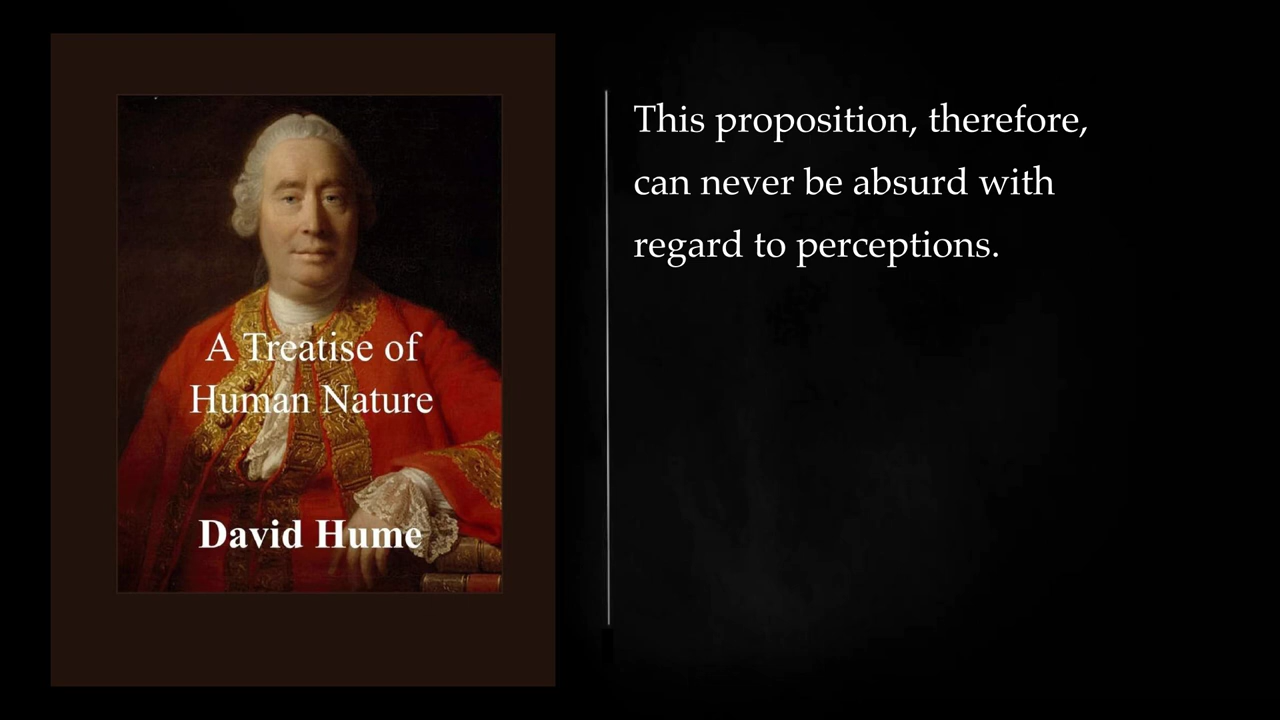 A Treatise of
Human Nature
David Hume
This proposition, therefore,
can never be absurd with
regard to perceptions.